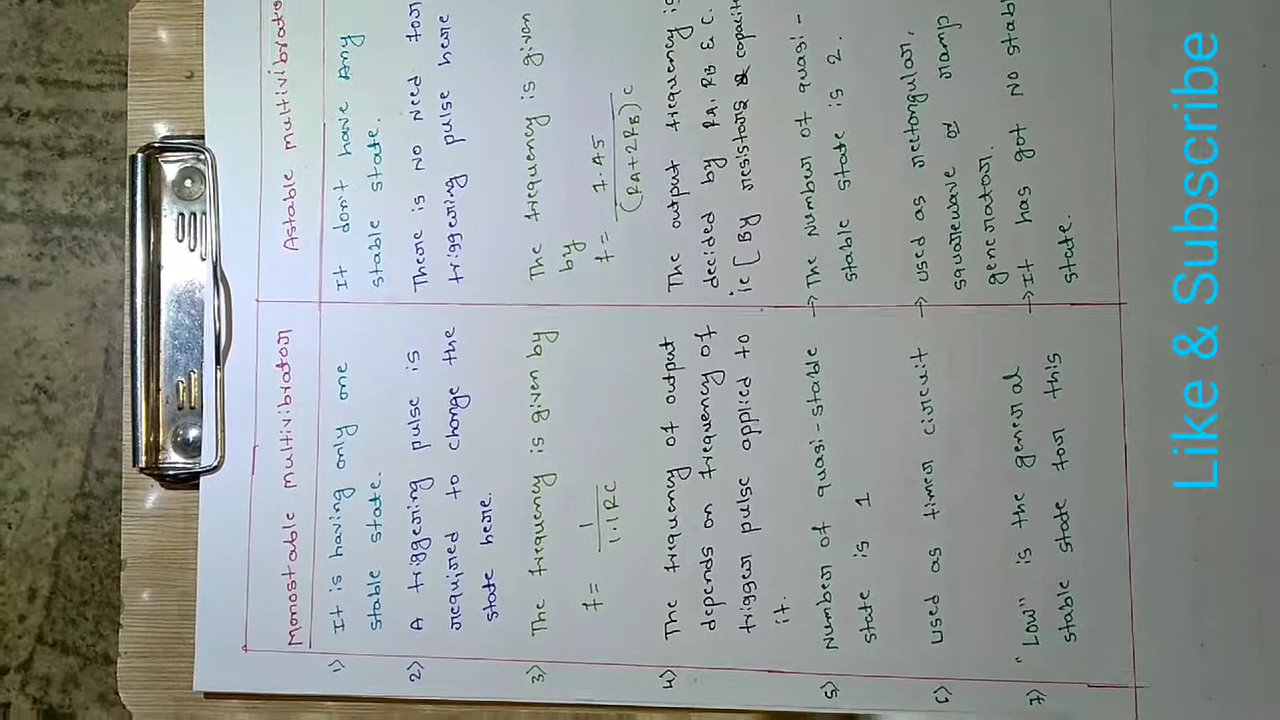 Monostable multivibrator
1) It is having only one
stable state.
2) A triggering pulse is
required to change the
state here.
3) The frequency is given by
f = 1 / 1.1RC
4) The frequency of output
depends on frequency of
trigger pulse applied to
it.
5) Number of quasi-stable
state is 1
6) Used as timer circuit
7) "Low" is the general
stable state for this
Astable multivibrator
It don't have any
stable state.
There is NO Need for
triggering pulse here
The frequency is given
by
f = 1.45 / (RA+2RB)C
The output frequency is
decided by RA, RB & C.
ie [By resistors & capacit
→ The Number of quasi-
stable state is 2.
→ used as rectangular,
squarewave or ramp
generator.
→ It has got NO stable
state.
Like & Subscribe